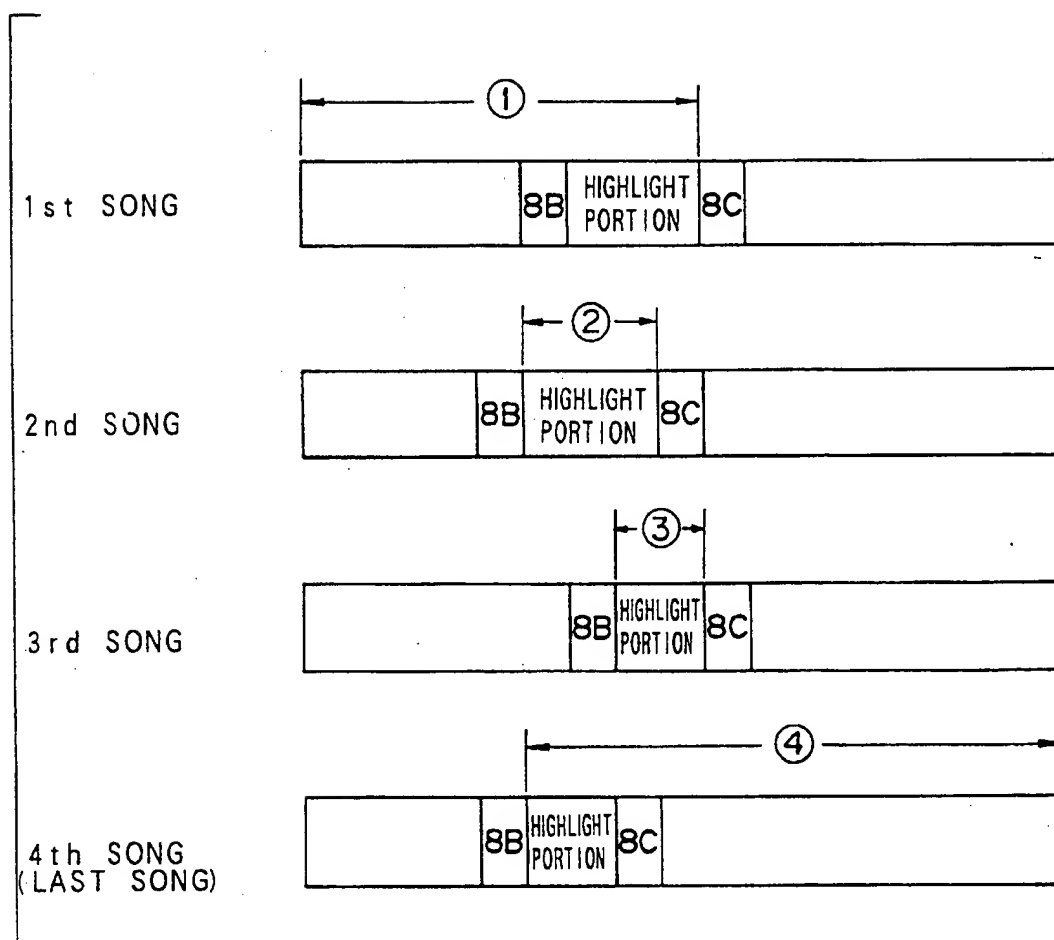 ①
1st SONG
8B
HIGHLIGHT
PORTION
8C
②
2nd SONG
8B
HIGHLIGHT
PORTION
8C
③
3rd SONG
8B
HIGHLIGHT
PORTION
8C
④
4th SONG
(LAST SONG)
8B
HIGHLIGHT
PORTION
8C